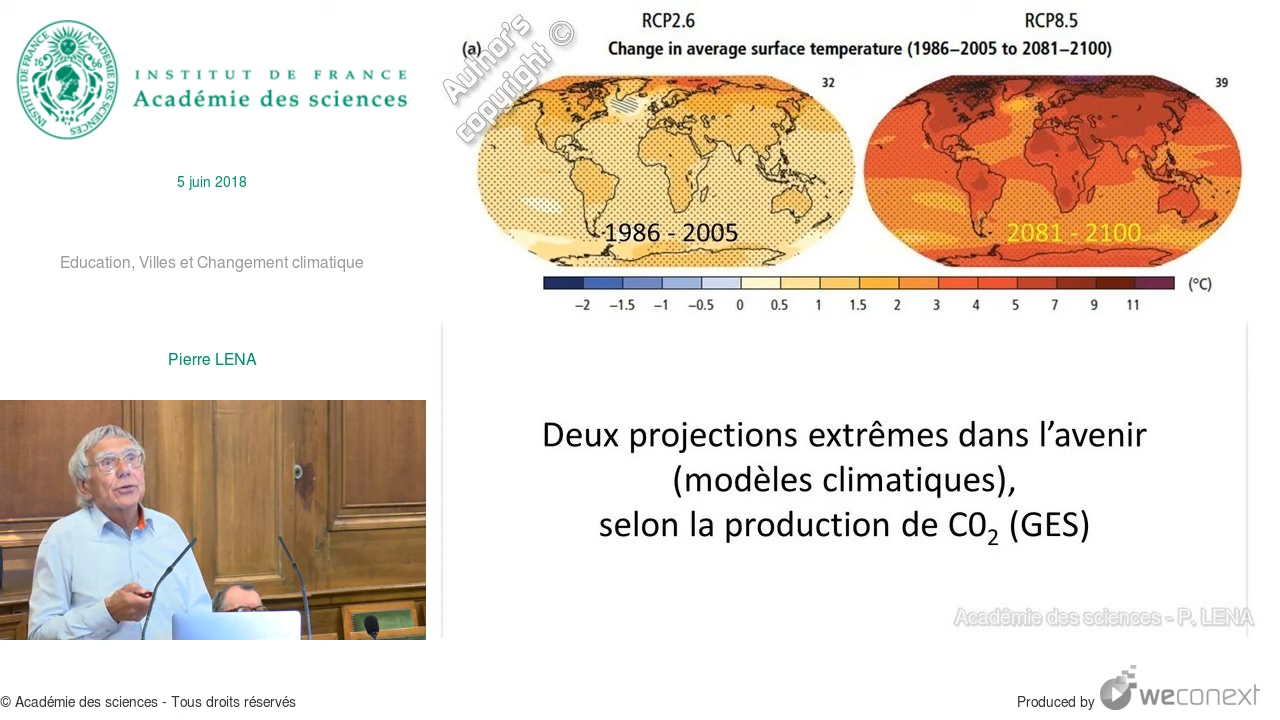 INSTITUT DE FRANCE
Académie des sciences
5 juin 2018
Education, Villes et Changement climatique
Pierre LENA
RCP2.6
RCP8.5
(a)
Change in average surface temperature (1986–2005 to 2081–2100)
Author's
copyright ©
32
39
1986 - 2005
2081 - 2100
−2 −1.5 −1 −0.5 0 0.5 1 1.5 2 3 4 5 7 9 11
(°C)
Deux projections extrêmes dans l’avenir
(modèles climatiques),
selon la production de C0₂ (GES)
Académie des sciences - P. LENA
© Académie des sciences - Tous droits réservés
Produced by
weconext